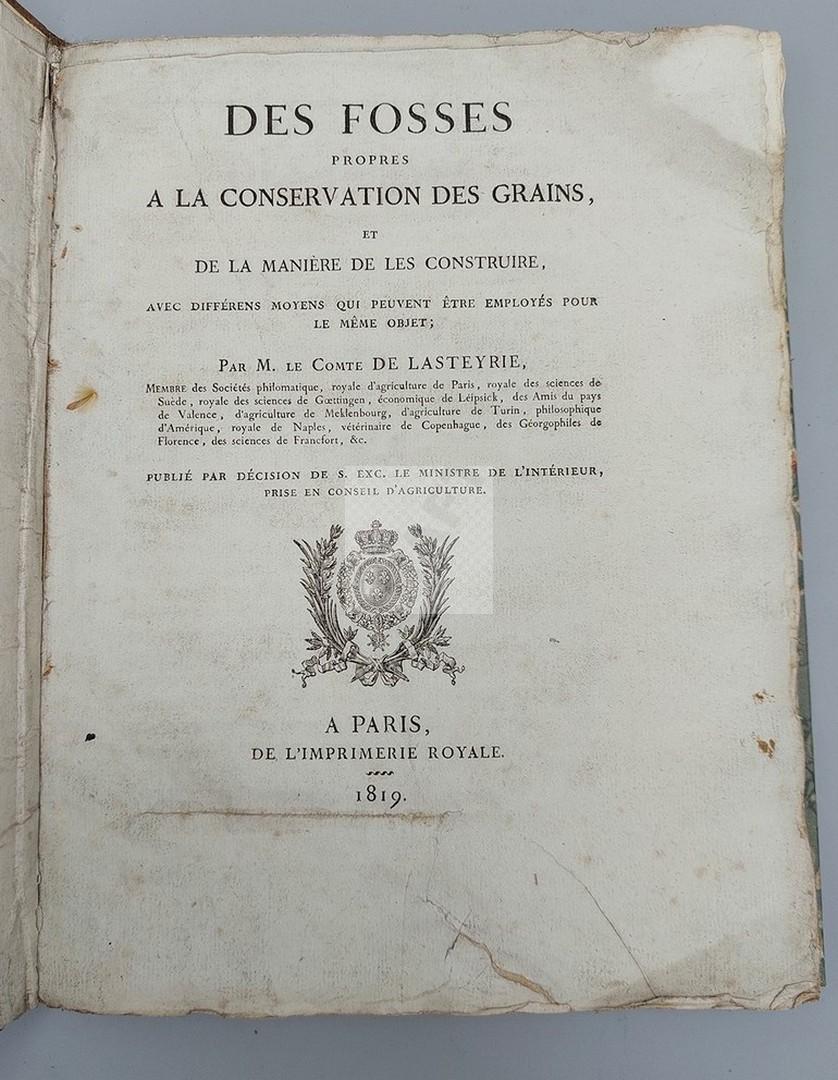 DES FOSSES
PROPRES
A LA CONSERVATION DES GRAINS,
ET
DE LA MANIÈRE DE LES CONSTRUIRE,
AVEC DIFFÉRENS MOYENS QUI PEUVENT ÊTRE EMPLOYÉS POUR
LE MÊME OBJET;
PAR M. LE COMTE DE LASTEYRIE,
MEMBRE des Sociétés philomatique, royale d'agriculture de Paris, royale des sciences de
Suède, royale des sciences de Gœttingen, économique de Léipsick, des Amis du pays
de Valence, d'agriculture de Meklenbourg, d'agriculture de Turin, philosophique
d'Amérique, royale de Naples, vétérinaire de Copenhague, des Géorgophiles de
Florence, des sciences de Francfort, &c.
PUBLIÉ PAR DÉCISION DE S. EXC. LE MINISTRE DE L'INTÉRIEUR,
PRISE EN CONSEIL D'AGRICULTURE.
A PARIS,
DE L'IMPRIMERIE ROYALE.
1819.